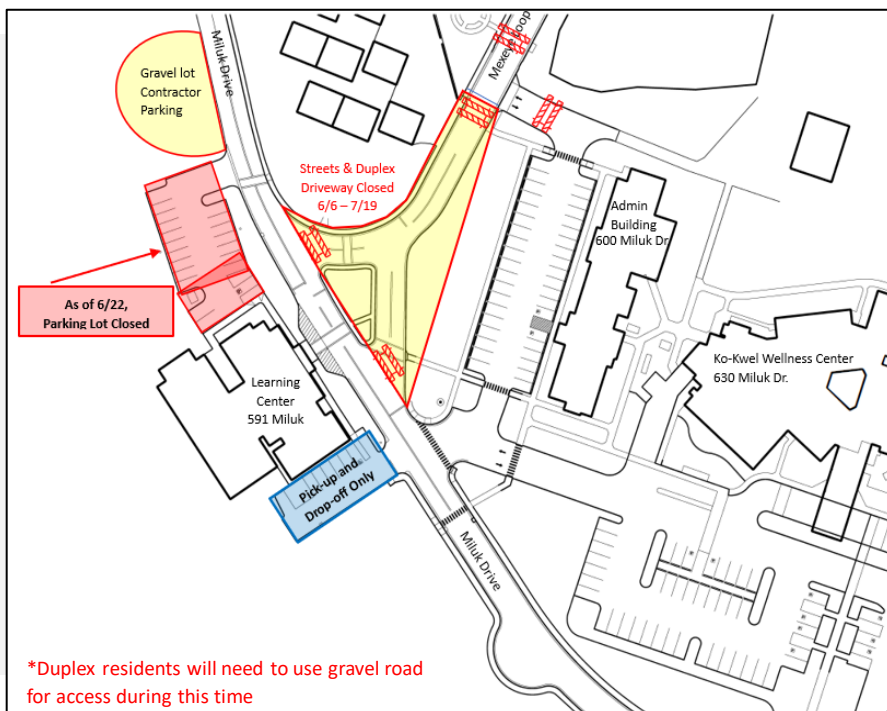 Miluk Drive
Mexeye Loop
Gravel lot
Contractor
Parking
Streets & Duplex
Driveway Closed
6/6 – 7/19
Admin
Building
600 Miluk Dr
As of 6/22,
Parking Lot Closed
Ko-Kwel Wellness Center
630 Miluk Dr.
Learning
Center
591 Miluk
Pick-up and
Drop-off Only
Miluk Drive
*Duplex residents will need to use gravel road
for access during this time